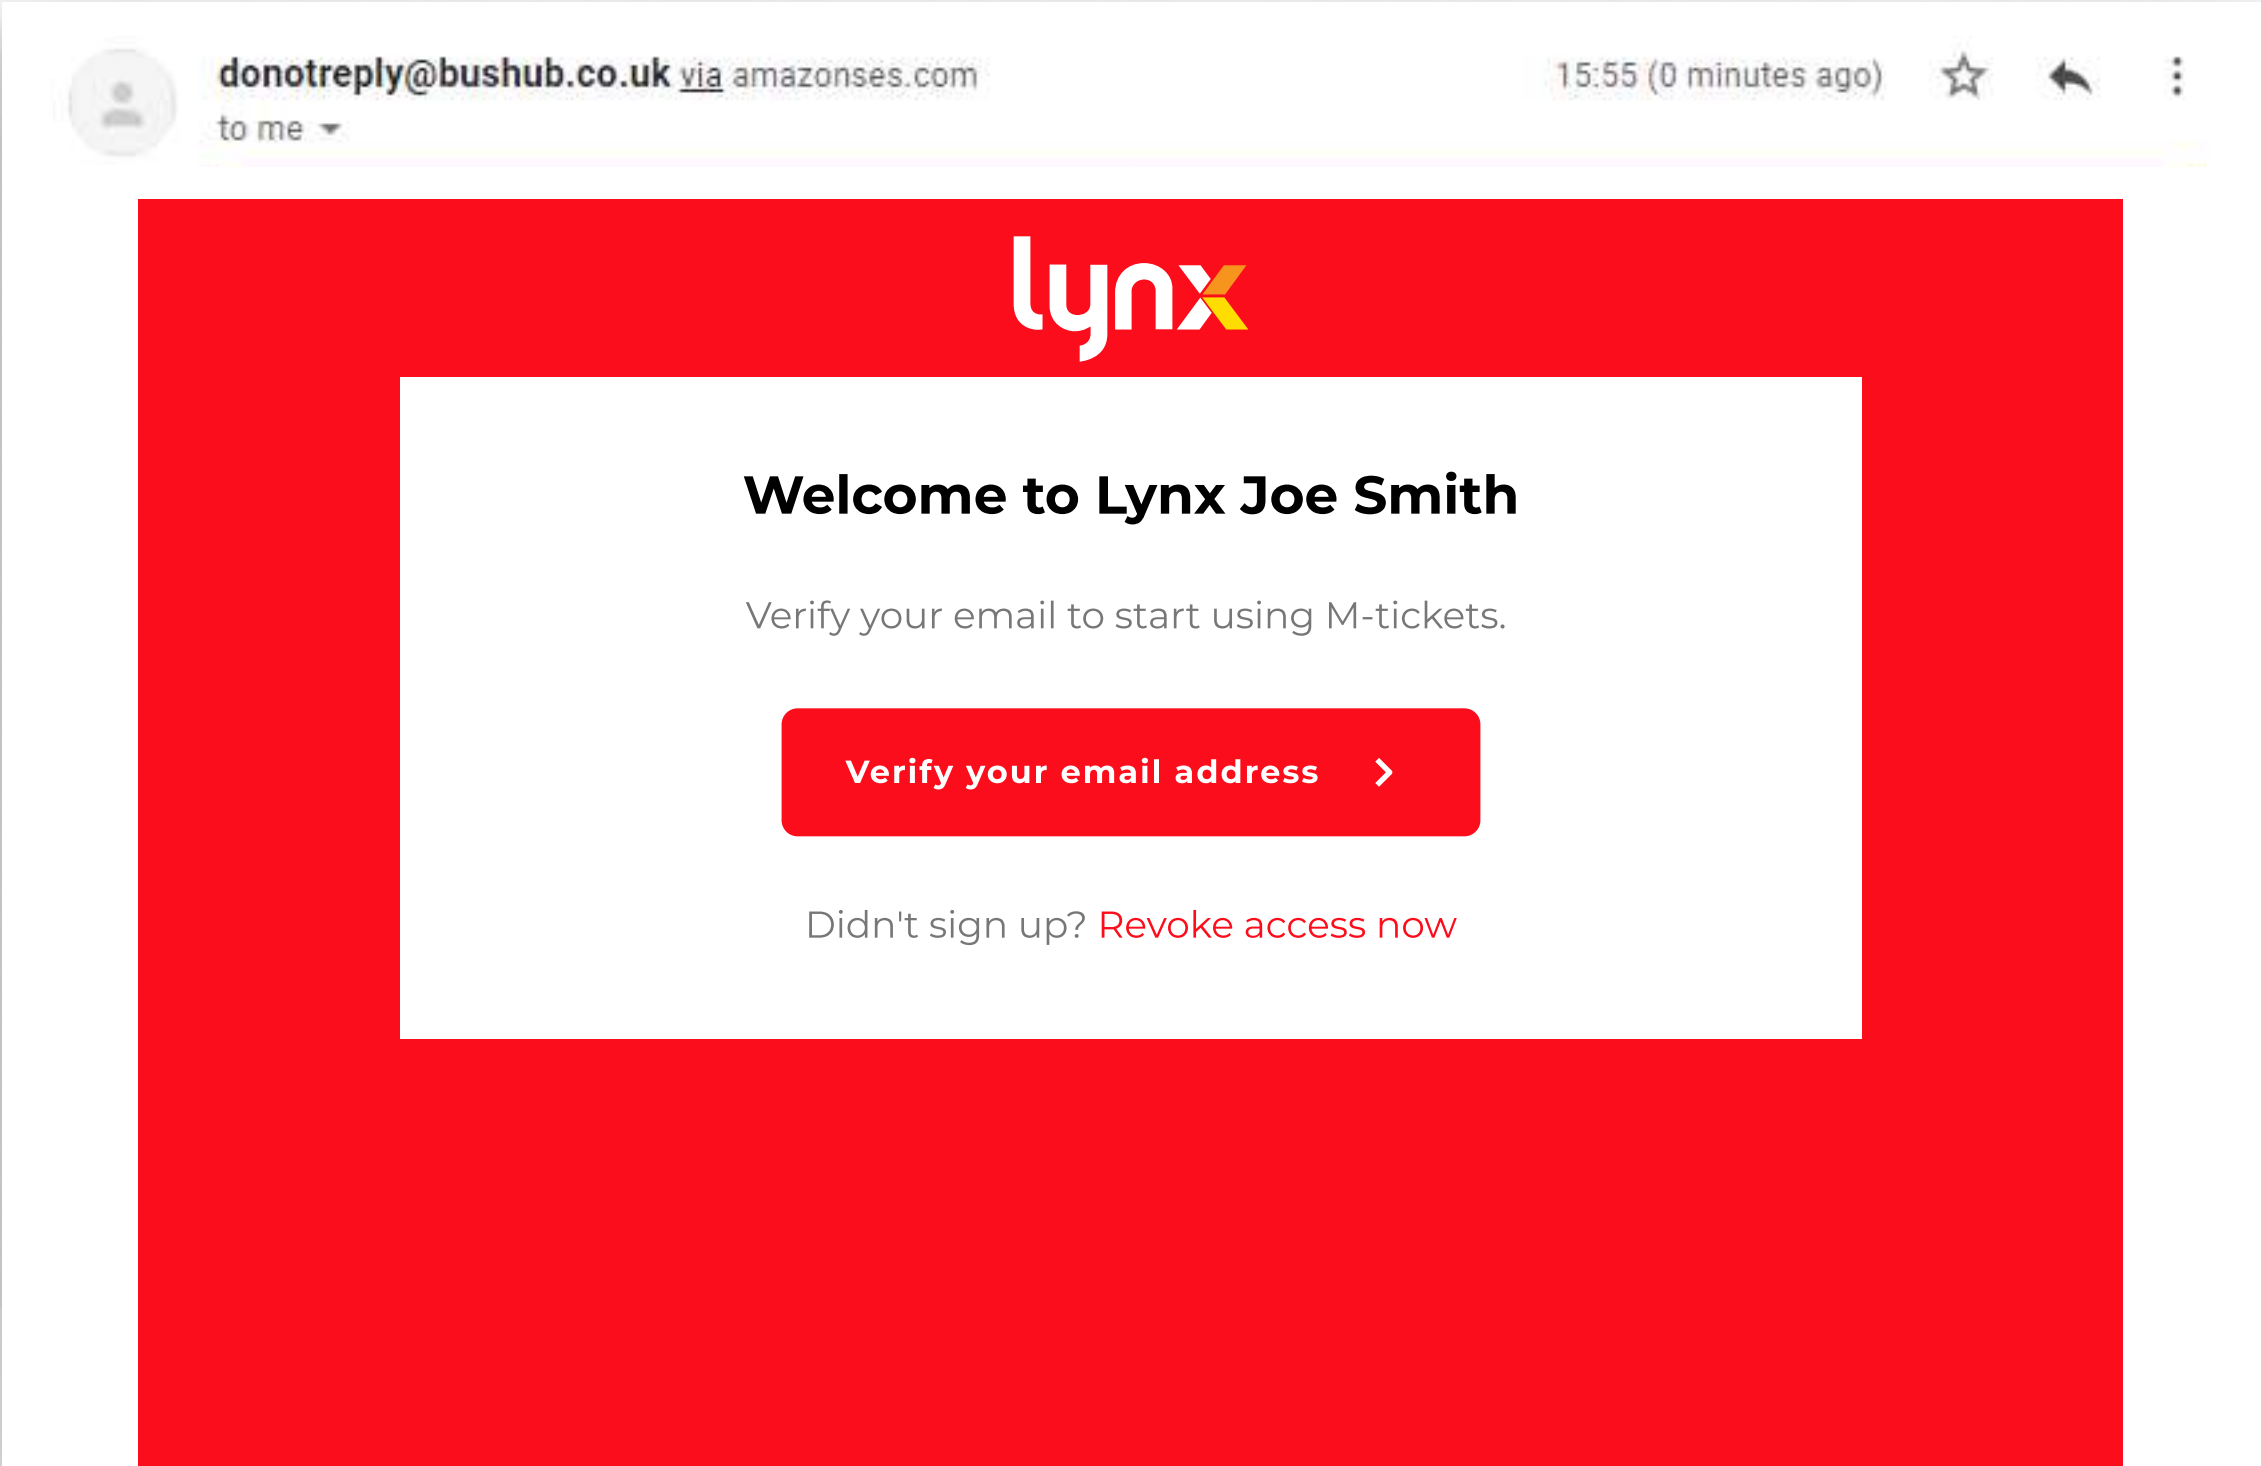 donotreply@bushub.co.uk via amazonses.com
15:55 (0 minutes ago)
to me
lynx
Welcome to Lynx Joe Smith
Verify your email to start using M-tickets.
Verify your email address
Didn't sign up? Revoke access now